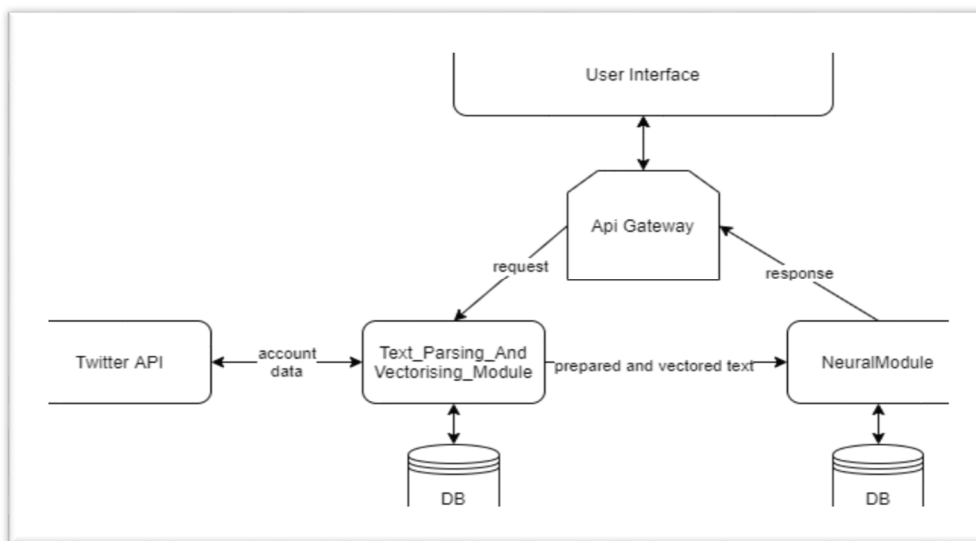 User Interface
Api Gateway
request
response
Twitter API
account
data
Text_Parsing_And
Vectorising_Module
prepared and vectored text
NeuralModule
DB
DB